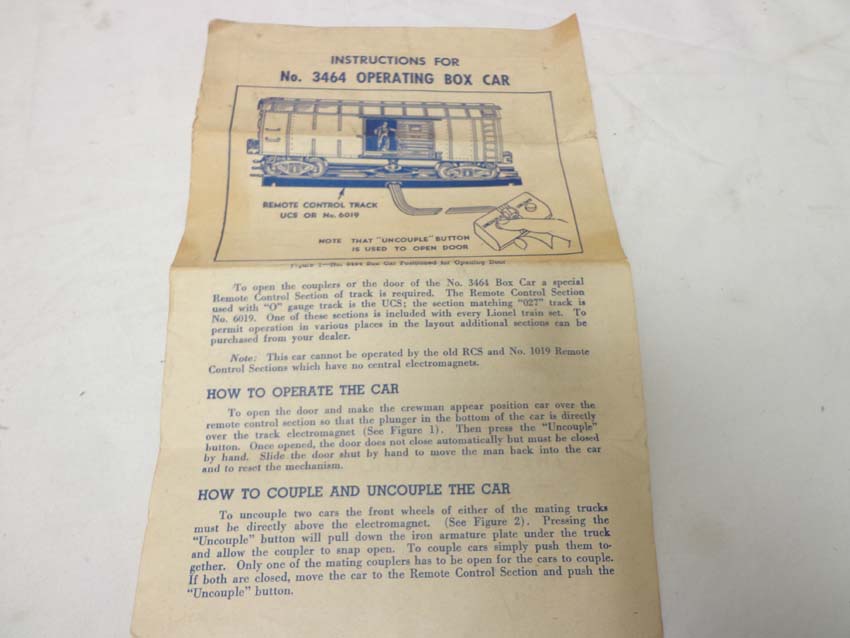 INSTRUCTIONS FOR
No. 3464 OPERATING BOX CAR
REMOTE CONTROL TRACK
UCS OR No. 6019
NOTE THAT "UNCOUPLE" BUTTON
IS USED TO OPEN DOOR
Figure 1—No. 3464 Box Car Positioned for Opening Door
To open the couplers or the door of the No. 3464 Box Car a special
Remote Control Section of track is required. The Remote Control Section
used with "O" gauge track is the UCS; the section matching "027" track is
No. 6019. One of these sections is included with every Lionel train set. To
permit operation in various places in the layout additional sections can be
purchased from your dealer.
Note: This car cannot be operated by the old RCS and No. 1019 Remote
Control Sections which have no central electromagnets.
HOW TO OPERATE THE CAR
To open the door and make the crewman appear position car over the
remote control section so that the plunger in the bottom of the car is directly
over the track electromagnet (See Figure 1). Then press the "Uncouple"
button. Once opened, the door does not close automatically but must be closed
by hand. Slide the door shut by hand to move the man back into the car
and to reset the mechanism.
HOW TO COUPLE AND UNCOUPLE THE CAR
To uncouple two cars the front wheels of either of the mating trucks
must be directly above the electromagnet. (See Figure 2). Pressing the
"Uncouple" button will pull down the iron armature plate under the truck
and allow the coupler to snap open. To couple cars simply push them to-
gether. Only one of the mating couplers has to be open for the cars to couple.
If both are closed, move the car to the Remote Control Section and push the
"Uncouple" button.